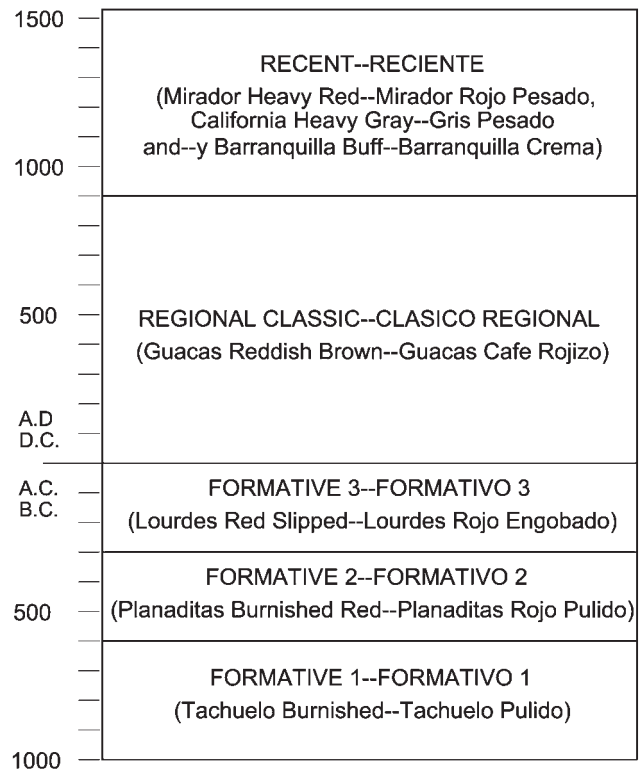 1500
RECENT--RECIENTE
(Mirador Heavy Red--Mirador Rojo Pesado,
California Heavy Gray--Gris Pesado
and--y Barranquilla Buff--Barranquilla Crema)
1000
500
REGIONAL CLASSIC--CLASICO REGIONAL
(Guacas Reddish Brown--Guacas Cafe Rojizo)
A.D
D.C.
A.C.
B.C.
FORMATIVE 3--FORMATIVO 3
(Lourdes Red Slipped--Lourdes Rojo Engobado)
FORMATIVE 2--FORMATIVO 2
500
(Planaditas Burnished Red--Planaditas Rojo Pulido)
FORMATIVE 1--FORMATIVO 1
(Tachuelo Burnished--Tachuelo Pulido)
1000